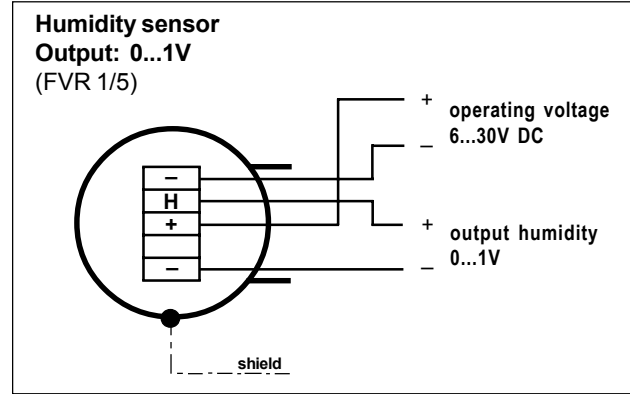 Humidity sensor
Output: 0...1V
(FVR 1/5)
+
operating voltage
6...30V DC
–
–
H
+
–
+
output humidity
0...1V
–
shield